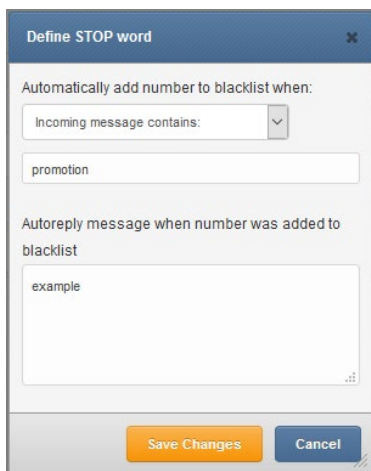 Define STOP word
Automatically add number to blacklist when:
Incoming message contains:
promotion
Autoreply message when number was added to
blacklist
example
Save Changes
Cancel